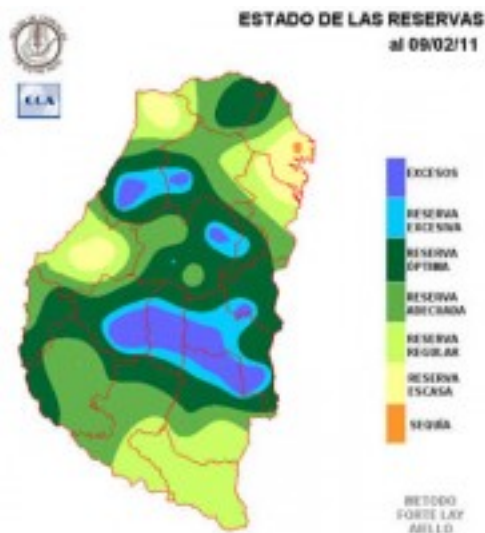 ESTADO DE LAS RESERVAS
al 09/02/11
CCA
EXCESOS
RESERVA
EXCESIVA
RESERVA
ÓPTIMA
RESERVA
ADECUADA
RESERVA
REGULAR
RESERVA
ESCASA
SEQUÍA
METODO
FORTE LAY
AIELLO